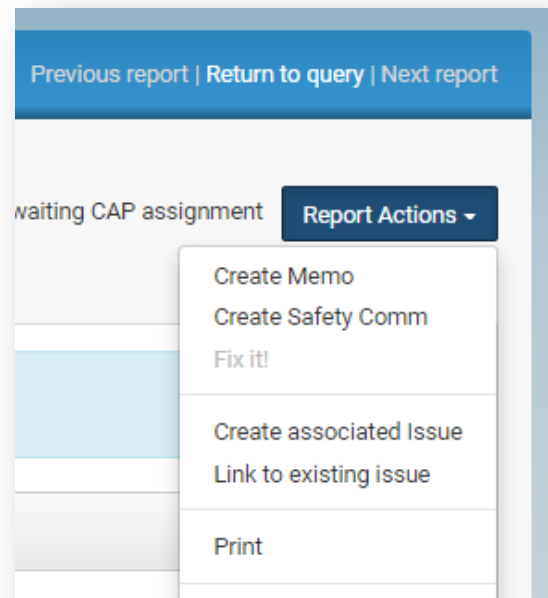 Previous report | Return to query | Next report
waiting CAP assignment Report Actions
Create Memo
Create Safety Comm
Fix it!
Create associated Issue
Link to existing issue
Print